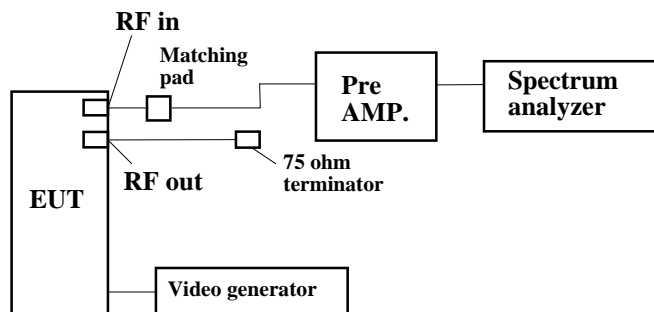 RF in
Matching
pad
Pre
AMP.
Spectrum
analyzer
75 ohm
terminator
RF out
EUT
Video generator